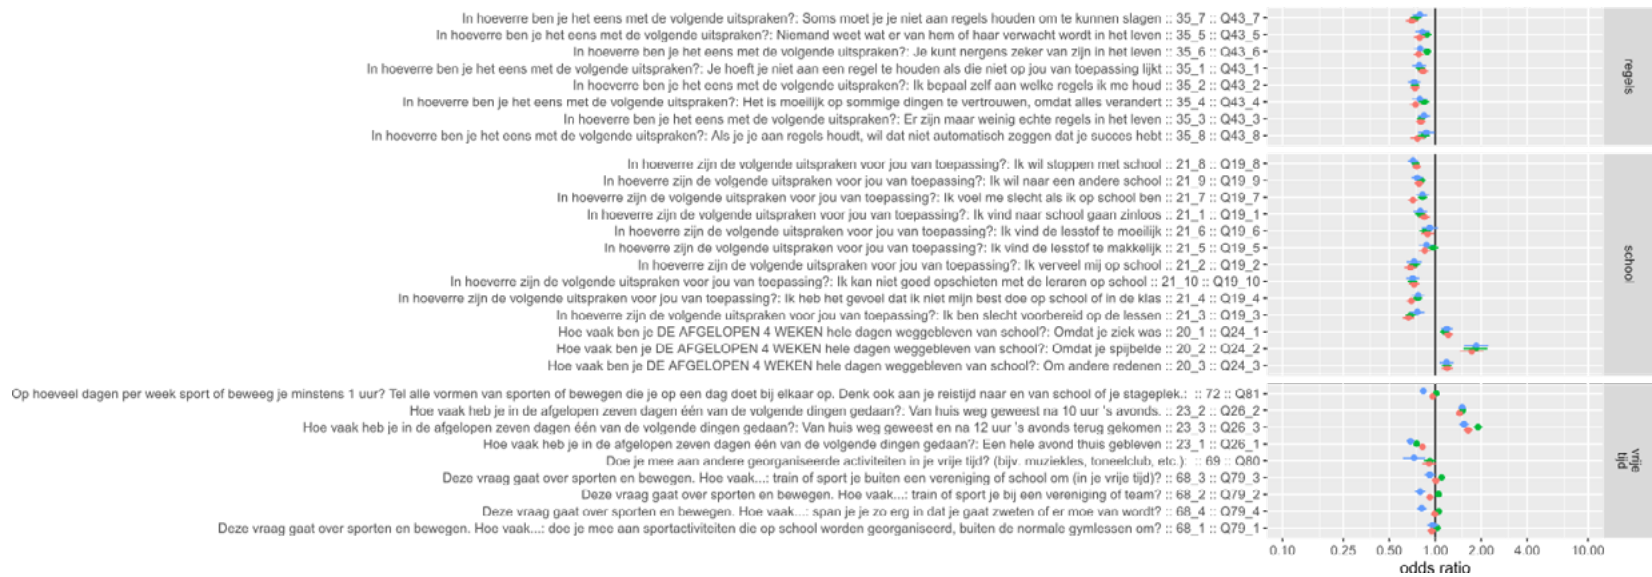 In hoeverre ben je het eens met de volgende uitspraken?: Soms moet je je niet aan regels houden om te kunnen slagen :: 35_7 :: Q43_7
In hoeverre ben je het eens met de volgende uitspraken?: Niemand weet wat er van hem of haar verwacht wordt in het leven :: 35_5 :: Q43_5
In hoeverre ben je het eens met de volgende uitspraken?: Je kunt nergens zeker van zijn in het leven :: 35_6 :: Q43_6
In hoeverre ben je het eens met de volgende uitspraken?: Je hoeft je niet aan een regel te houden als die niet op jou van toepassing lijkt :: 35_1 :: Q43_1
In hoeverre ben je het eens met de volgende uitspraken?: Ik bepaal zelf aan welke regels ik me houd :: 35_2 :: Q43_2
In hoeverre ben je het eens met de volgende uitspraken?: Het is moeilijk op sommige dingen te vertrouwen, omdat alles verandert :: 35_4 :: Q43_4
In hoeverre ben je het eens met de volgende uitspraken?: Er zijn maar weinig echte regels in het leven :: 35_3 :: Q43_3
In hoeverre ben je het eens met de volgende uitspraken?: Als je je aan regels houdt, wil dat niet automatisch zeggen dat je succes hebt :: 35_8 :: Q43_8
regels
In hoeverre zijn de volgende uitspraken voor jou van toepassing?: Ik wil stoppen met school :: 21_8 :: Q19_8
In hoeverre zijn de volgende uitspraken voor jou van toepassing?: Ik wil naar een andere school :: 21_9 :: Q19_9
In hoeverre zijn de volgende uitspraken voor jou van toepassing?: Ik voel me slecht als ik op school ben :: 21_7 :: Q19_7
In hoeverre zijn de volgende uitspraken voor jou van toepassing?: Ik vind naar school gaan zinloos :: 21_1 :: Q19_1
In hoeverre zijn de volgende uitspraken voor jou van toepassing?: Ik vind de lesstof te moeilijk :: 21_6 :: Q19_6
In hoeverre zijn de volgende uitspraken voor jou van toepassing?: Ik vind de lesstof te makkelijk :: 21_5 :: Q19_5
In hoeverre zijn de volgende uitspraken voor jou van toepassing?: Ik verveel mij op school :: 21_2 :: Q19_2
In hoeverre zijn de volgende uitspraken voor jou van toepassing?: Ik kan niet goed opschieten met de leraren op school :: 21_10 :: Q19_10
In hoeverre zijn de volgende uitspraken voor jou van toepassing?: Ik heb het gevoel dat ik niet mijn best doe op school of in de klas :: 21_4 :: Q19_4
In hoeverre zijn de volgende uitspraken voor jou van toepassing?: Ik ben slecht voorbereid op de lessen :: 21_3 :: Q19_3
Hoe vaak ben je DE AFGELOPEN 4 WEKEN hele dagen weggebleven van school?: Omdat je ziek was :: 20_1 :: Q24_1
Hoe vaak ben je DE AFGELOPEN 4 WEKEN hele dagen weggebleven van school?: Omdat je spijbelde :: 20_2 :: Q24_2
Hoe vaak ben je DE AFGELOPEN 4 WEKEN hele dagen weggebleven van school?: Om andere redenen :: 20_3 :: Q24_3
school
Op hoeveel dagen per week sport of beweeg je minstens 1 uur? Tel alle vormen van sporten of bewegen die je op een dag doet bij elkaar op. Denk ook aan je reistijd naar en van school of je stageplek.: :: 72 :: Q81
Hoe vaak heb je in de afgelopen zeven dagen één van de volgende dingen gedaan?: Van huis weg geweest na 10 uur 's avonds. :: 23_2 :: Q26_2
Hoe vaak heb je in de afgelopen zeven dagen één van de volgende dingen gedaan?: Van huis weg geweest en na 12 uur 's avonds terug gekomen :: 23_3 :: Q26_3
Hoe vaak heb je in de afgelopen zeven dagen één van de volgende dingen gedaan?: Een hele avond thuis gebleven :: 23_1 :: Q26_1
Doe je mee aan andere georganiseerde activiteiten in je vrije tijd? (bijv. muziekles, toneelclub, etc.): :: 69 :: Q80
Deze vraag gaat over sporten en bewegen. Hoe vaak...: train of sport je buiten een vereniging of school om (in je vrije tijd)? :: 68_3 :: Q79_3
Deze vraag gaat over sporten en bewegen. Hoe vaak...: train of sport je bij een vereniging of team? :: 68_2 :: Q79_2
Deze vraag gaat over sporten en bewegen. Hoe vaak...: span je je zo erg in dat je gaat zweten of er moe van wordt? :: 68_4 :: Q79_4
Deze vraag gaat over sporten en bewegen. Hoe vaak...: doe je mee aan sportactiviteiten die op school worden georganiseerd, buiten de normale gymlessen om? :: 68_1 :: Q79_1
vrije
tijd
0.10 0.25 0.50 1.00 2.00 4.00 10.00
odds ratio